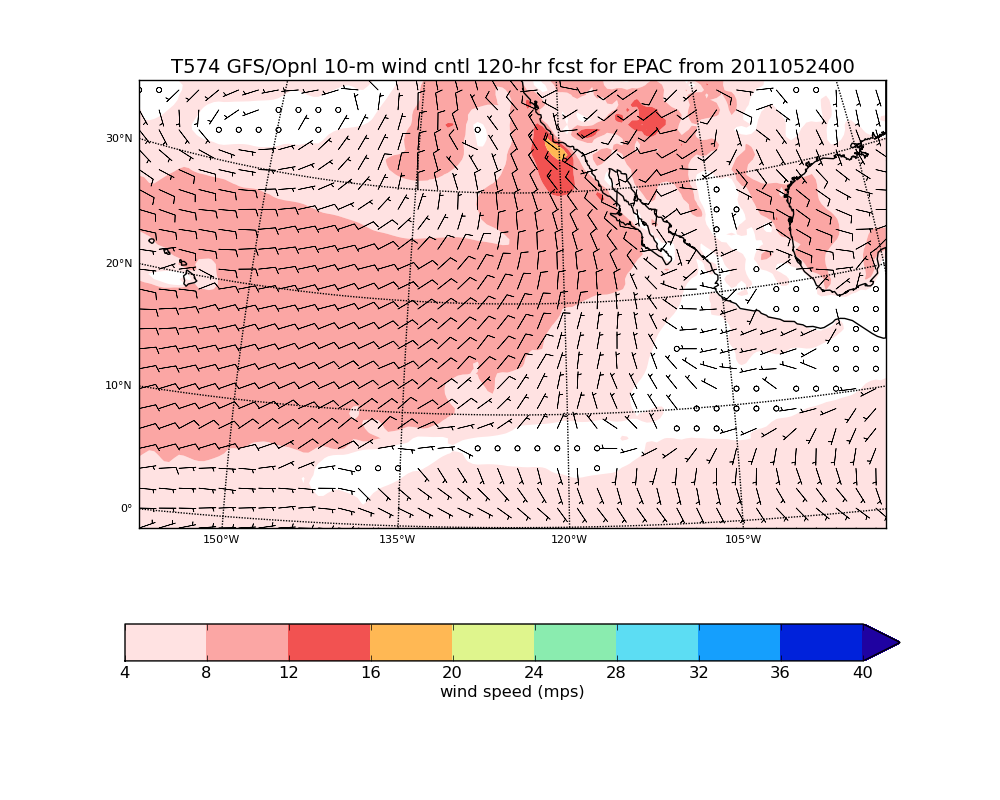 T574 GFS/Opnl 10-m wind cntl 120-hr fcst for EPAC from 2011052400
30°N
20°N
10°N
0°
150°W 135°W 120°W 105°W
4 8 12 16 20 24 28 32 36 40
wind speed (mps)